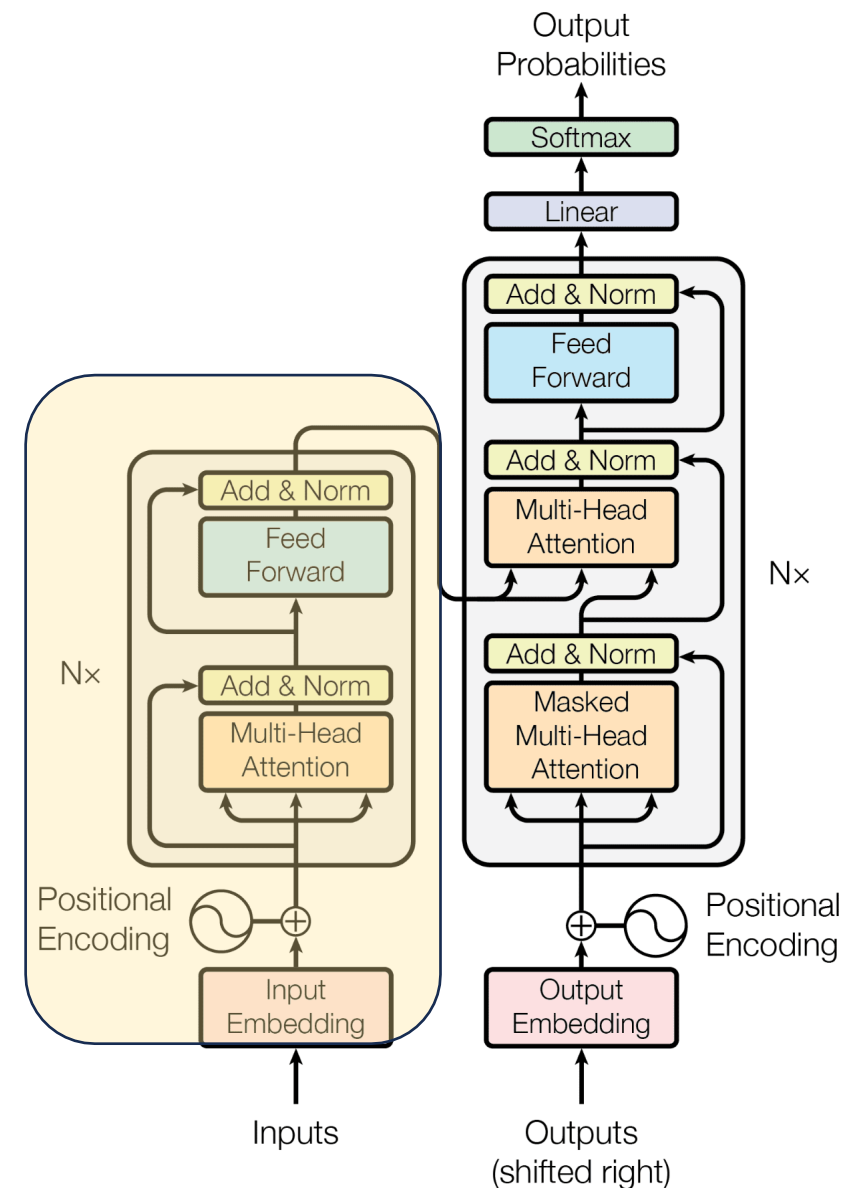 Output
Probabilities
Softmax
Linear
Add & Norm
Feed
Forward
Add & Norm
Multi-Head
Attention
Nx
Add & Norm
Masked
Multi-Head
Attention
Add & Norm
Feed
Forward
Nx
Add & Norm
Multi-Head
Attention
Positional
Encoding
Positional
Encoding
Input
Embedding
Output
Embedding
Inputs
Outputs
(shifted right)